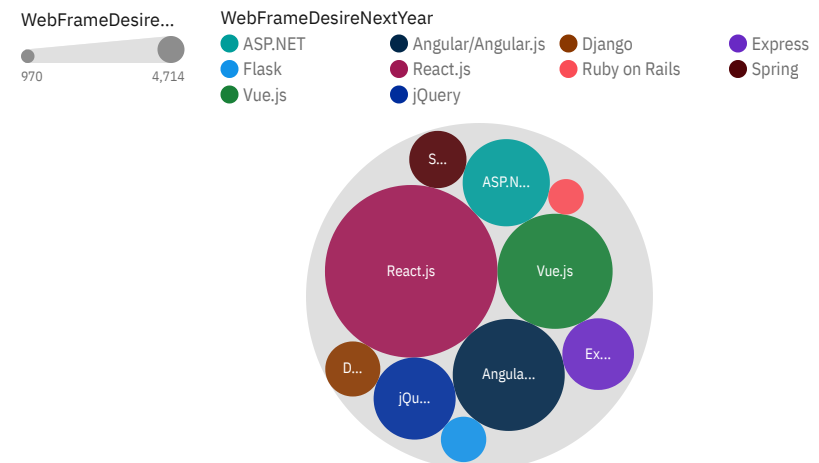 WebFrameDesire...
970 4,714
WebFrameDesireNextYear
ASP.NET Angular/Angular.js Django Express
Flask React.js Ruby on Rails Spring
Vue.js jQuery
S...
ASP.N...
React.js
Vue.js
Ex...
D...
Angula...
jQu...